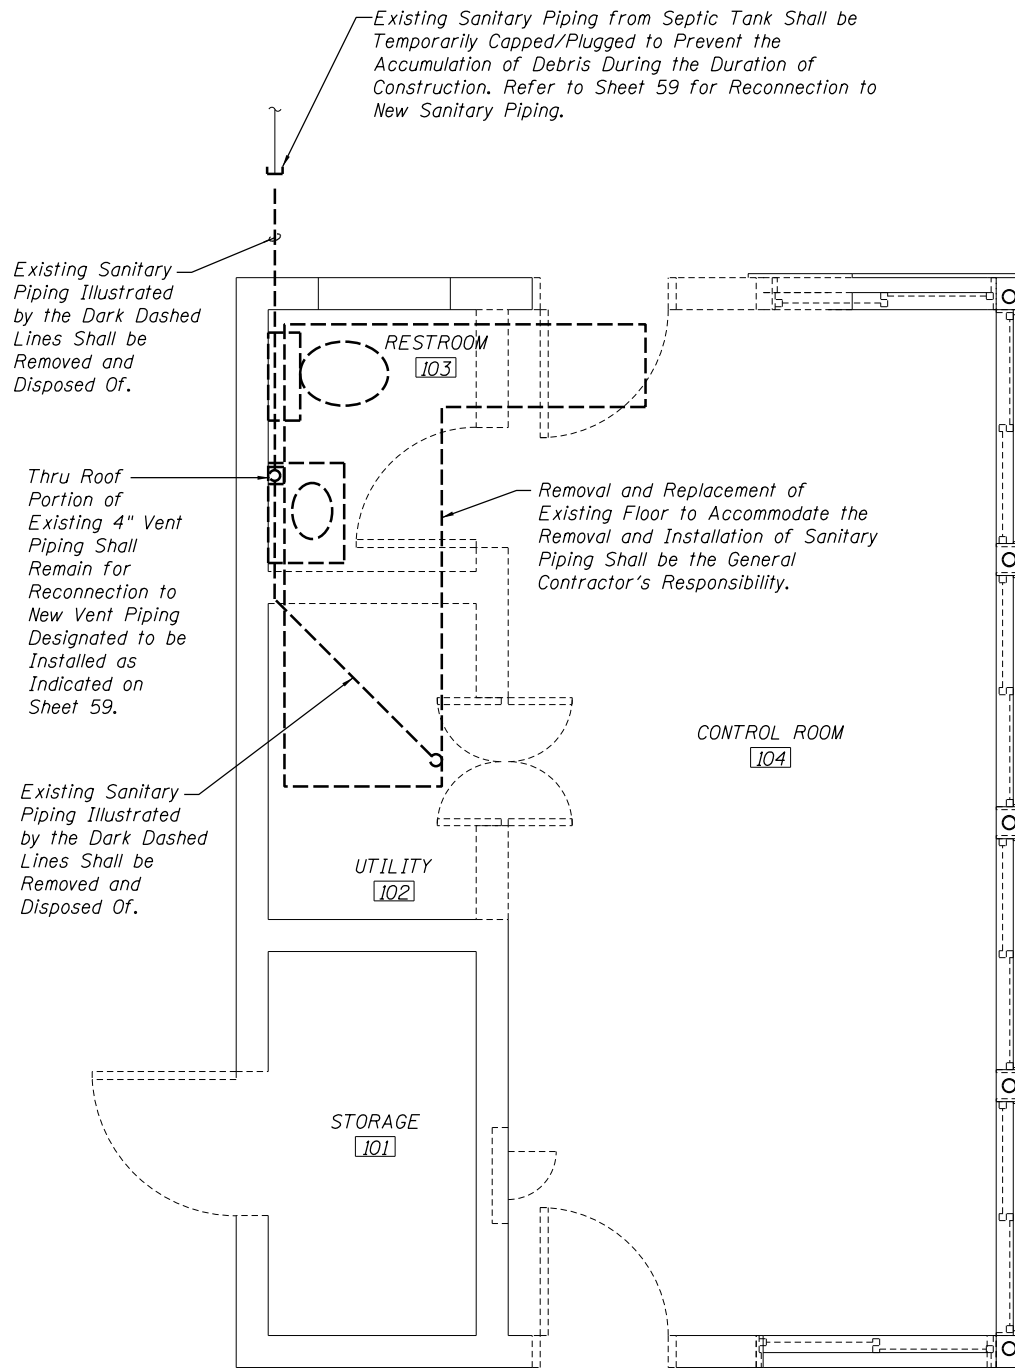 Existing Sanitary Piping from Septic Tank Shall be
Temporarily Capped/Plugged to Prevent the
Accumulation of Debris During the Duration of
Construction. Refer to Sheet 59 for Reconnection to
New Sanitary Piping.
Existing Sanitary
Piping Illustrated
by the Dark Dashed
Lines Shall be
Removed and
Disposed Of.
RESTROOM
103
Thru Roof
Portion of
Existing 4" Vent
Piping Shall
Remain for
Reconnection to
New Vent Piping
Designated to be
Installed as
Indicated on
Sheet 59.
Removal and Replacement of
Existing Floor to Accommodate the
Removal and Installation of Sanitary
Piping Shall be the General
Contractor's Responsibility.
CONTROL ROOM
104
Existing Sanitary
Piping Illustrated
by the Dark Dashed
Lines Shall be
Removed and
Disposed Of.
UTILITY
102
STORAGE
101